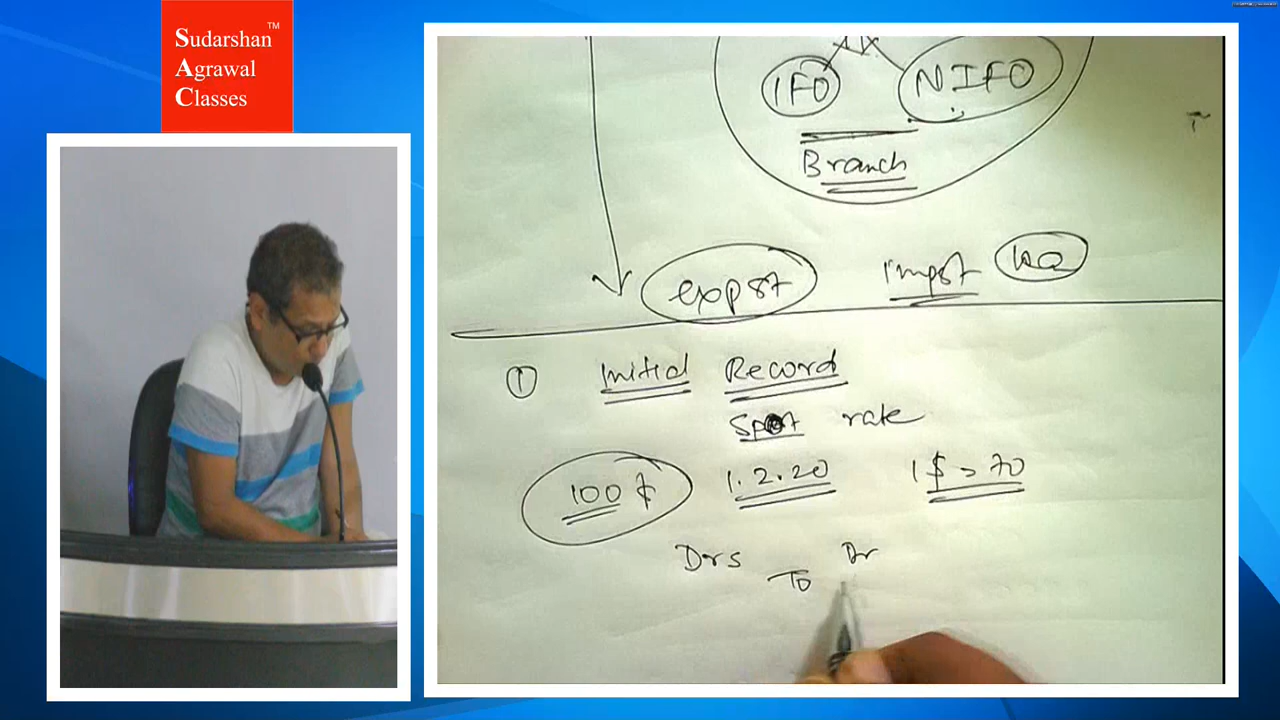 Sudarshan™
Agrawal
Classes
IFO NIFO
Branch
export import HO
① Initial Record
Spot rate
100 $ 1.2.20 1 $ = 70
Drs Dr
To